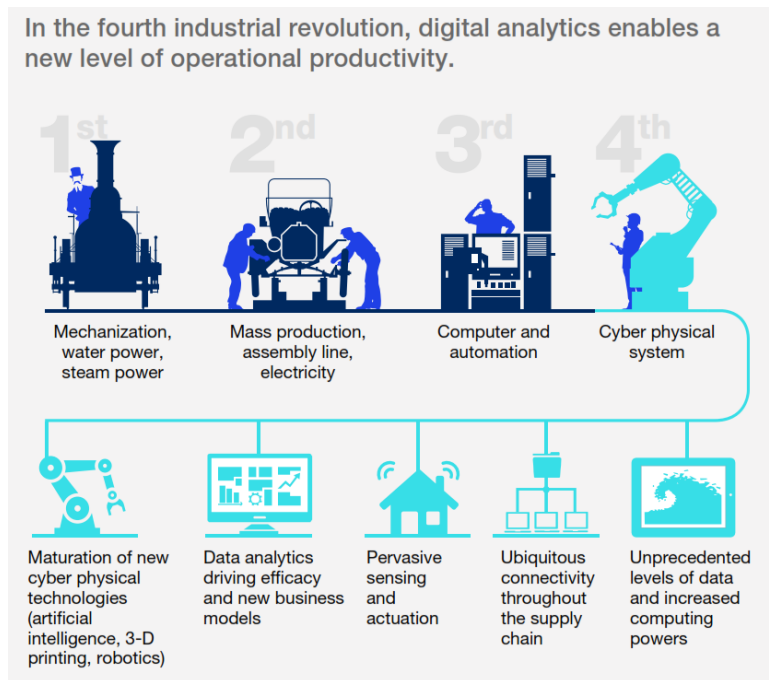 In the fourth industrial revolution, digital analytics enables a
new level of operational productivity.
1st
2nd
3rd
4th
Mechanization,
water power,
steam power
Mass production,
assembly line,
electricity
Computer and
automation
Cyber physical
system
Maturation of new
cyber physical
technologies
(artificial
intelligence, 3-D
printing, robotics)
Data analytics
driving efficacy
and new business
models
Pervasive
sensing
and
actuation
Ubiquitous
connectivity
throughout
the supply
chain
Unprecedented
levels of data
and increased
computing
powers